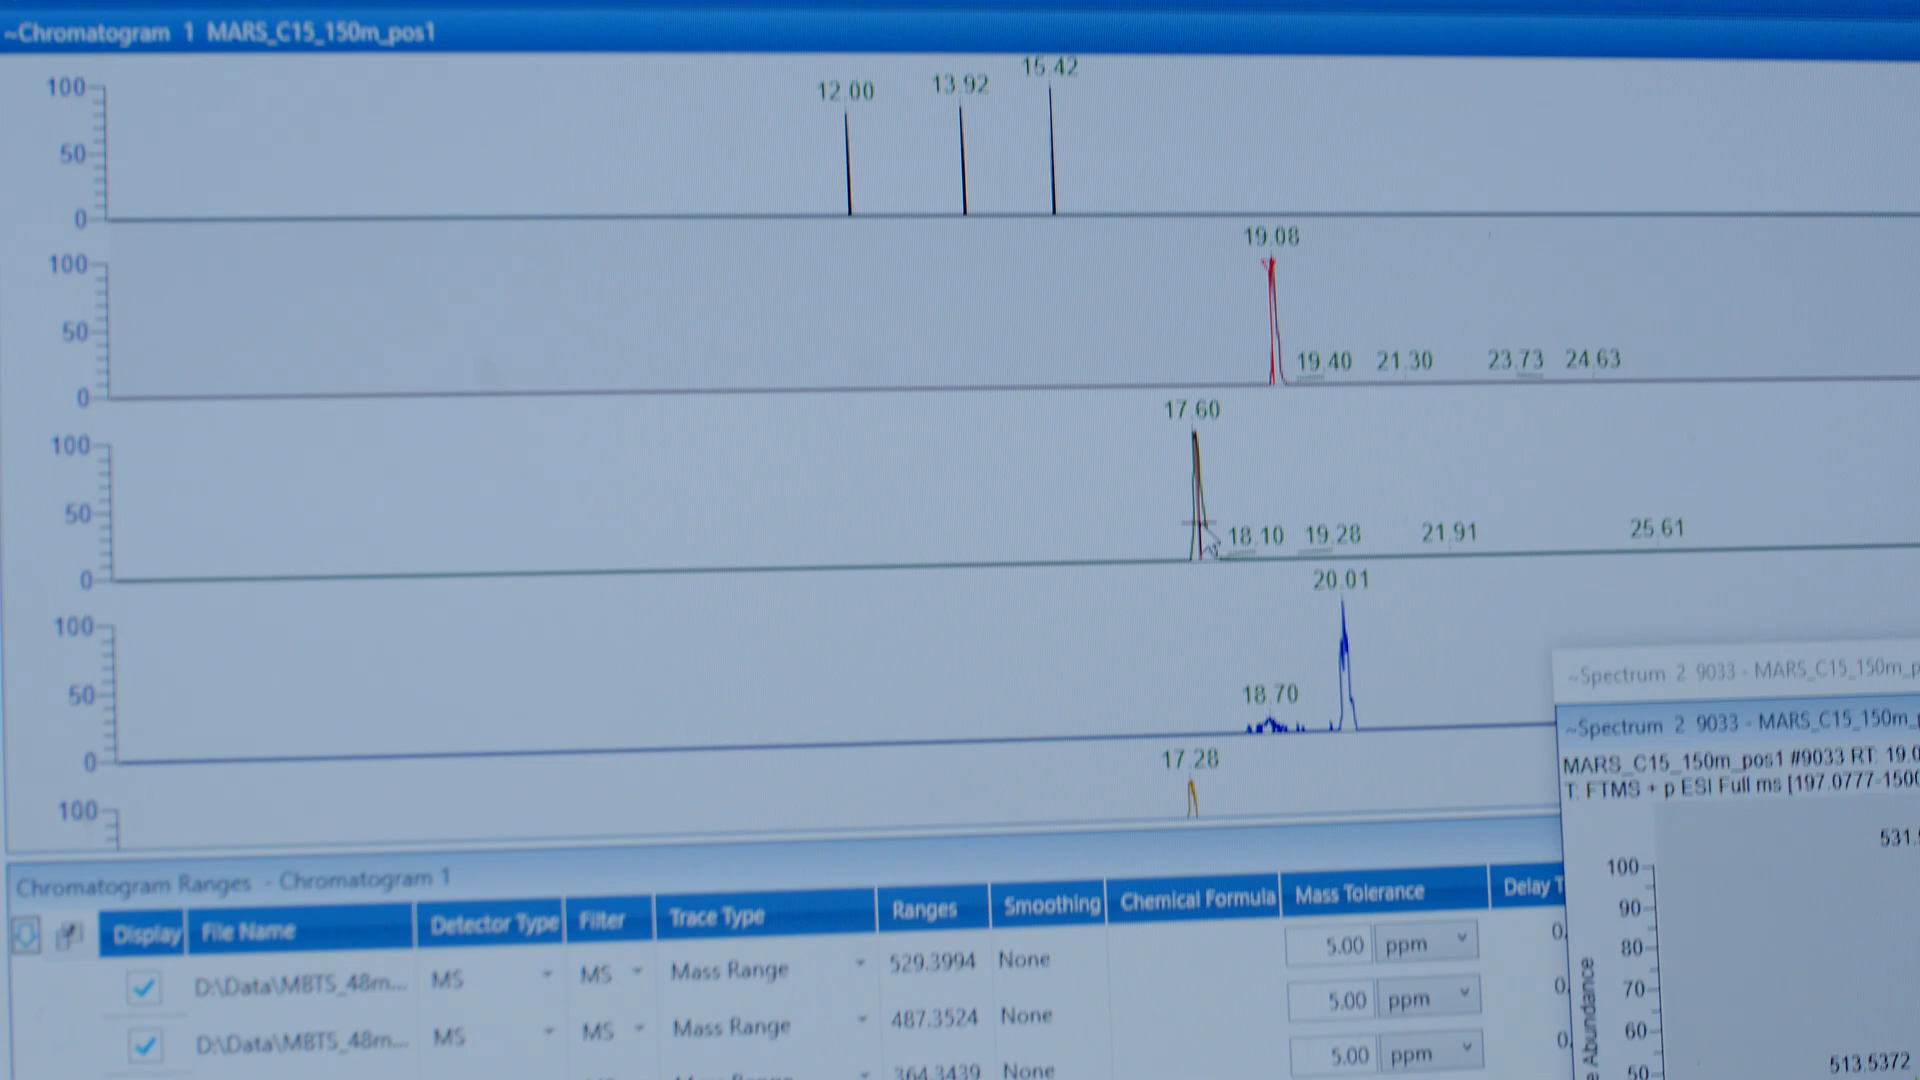 ~Chromatogram 1 MARS_C15_150m_pos1
100
50
0
12.00
13.92
15.42
100
50
0
19.08
19.40 21.30 23.73 24.63
100
50
0
17.60
18.10 19.28 21.91 25.61
100
50
0
18.70
20.01
100
17.28
Chromatogram Ranges - Chromatogram 1
Display File Name Detector Type Filter Trace Type Ranges Smoothing Chemical Formula Mass Tolerance Delay T
D:\Data\MBTS_48m... MS MS Mass Range 529.3994 None 5.00 ppm 0.
D:\Data\MBTS_48m... MS MS Mass Range 487.3524 None 5.00 ppm 0.
364.3439 None 5.00 ppm 0.
~Spectrum 2 9033 - MARS_C15_150m_p
~Spectrum 2 9033 - MARS_C15_150m_p
MARS_C15_150m_pos1 #9033 RT: 19.0
T: FTMS + p ESI Full ms [197.0777-1500
531.5
100
90
80
70
60
50
Abundance
513.5372